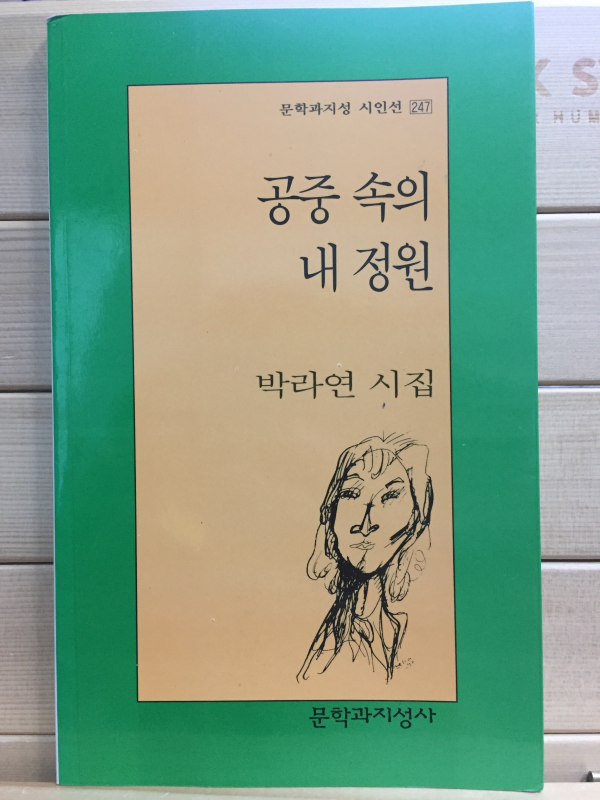 문학과지성 시인선 247
공중 속의
내 정원
박라연 시집
문학과지성사